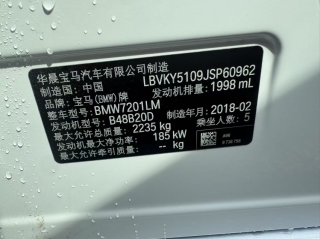 华晨宝马汽车有限公司制造
制造国：中国 LBVKY5109JSP60962
品牌：宝马(BMW)牌 发动机排量：1998 mL
整车型号：BMW7201LM
发动机型号：B48B20D 制造年月：2018-02
最大允许总质量：2235 kg 乘坐人数：5
发动机最大净功率：185 kW
最大允许 -- kg